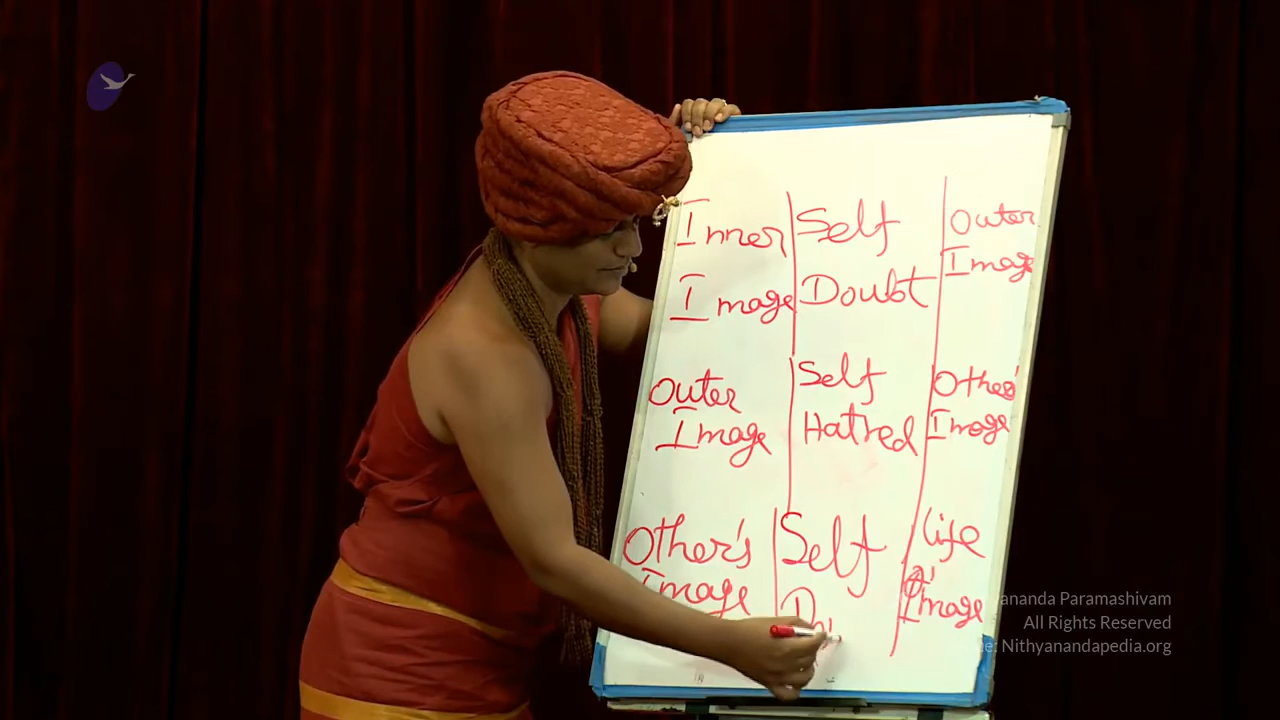 Inner Self Outer
Image Doubt Image
Outer Self Other's
Image Hatred Image
Other's Self life
Image Image
ananda Paramashivam
All Rights Reserved
Nithyanandapedia.org